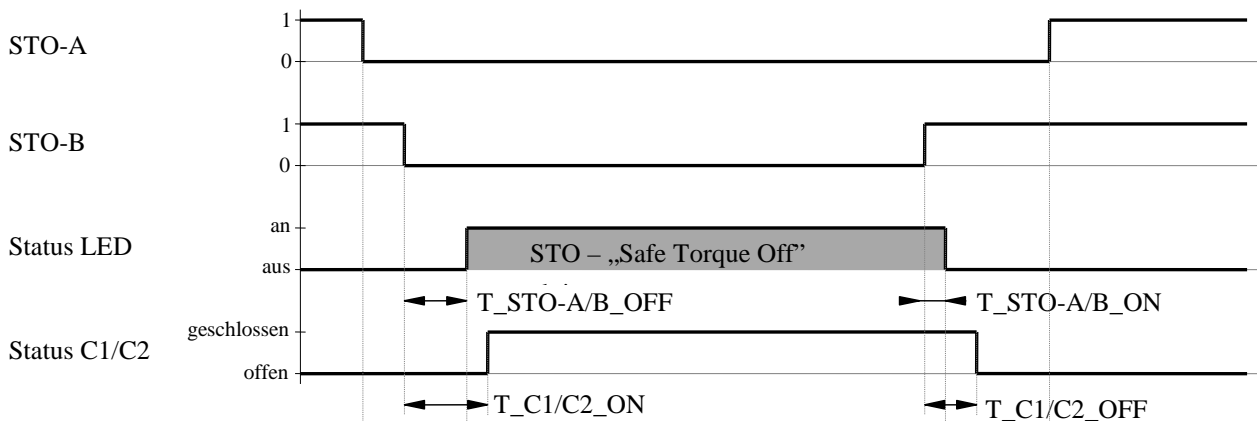 STO-A
1
0
STO-B
1
0
Status LED
an
aus
STO – „Safe Torque Off”
T_STO-A/B_OFF
T_STO-A/B_ON
Status C1/C2
geschlossen
offen
T_C1/C2_ON
T_C1/C2_OFF